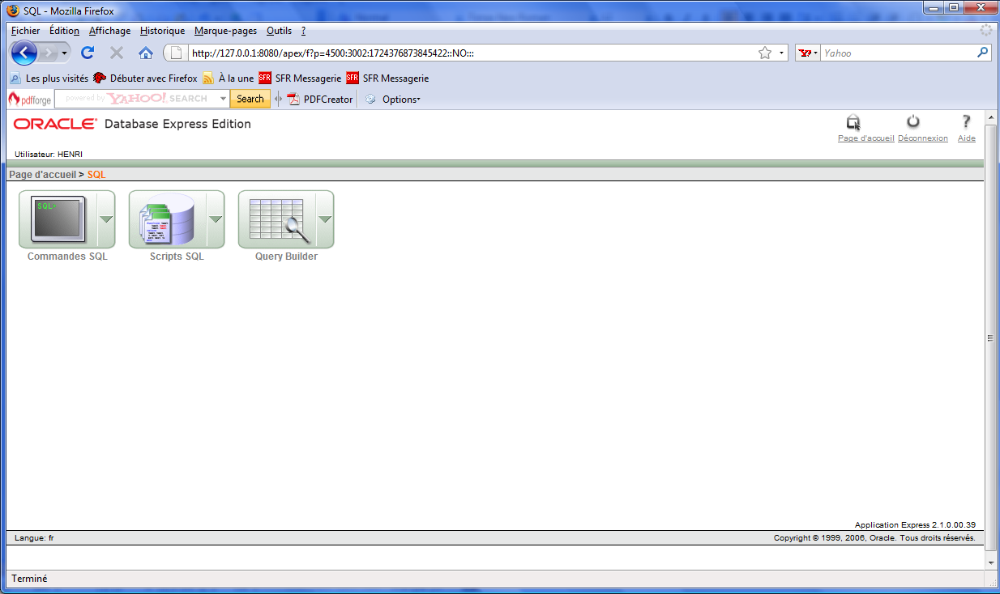 SQL - Mozilla Firefox
Fichier Édition Affichage Historique Marque-pages Outils ?
http://127.0.0.1:8080/apex/f?p=4500:3002:1724376873845422::NO:::
Yahoo
Les plus visités Débuter avec Firefox À la une SFR SFR Messagerie SFR SFR Messagerie
pdfforge powered by YAHOO! SEARCH Search PDFCreator Options
ORACLE Database Express Edition
Page d'accueil Déconnexion Aide
Utilisateur: HENRI
Page d'accueil > SQL
SQL>
Commandes SQL Scripts SQL Query Builder
Application Express 2.1.0.00.39
Langue: fr Copyright © 1999, 2006, Oracle. Tous droits réservés.
Terminé